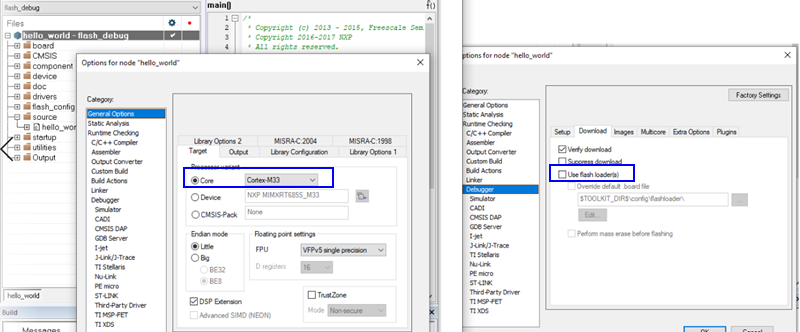 flash_debug
Files
hello_world - flash_debug
board
CMSIS
component
device
doc
drivers
flash_config
source
hello_wo
startup
utilities
Output
hello_world
Build
Messages
main()
f()
1
/*
2
* Copyright (c) 2013 - 2015, Freescale Sem
3
* Copyright 2016-2017 NXP
4
* All rights reserved.
Options for node "hello_world"
Category:
General Options
Static Analysis
Runtime Checking
C/C++ Compiler
Assembler
Output Converter
Custom Build
Build Actions
Linker
Debugger
Simulator
CADI
CMSIS DAP
GDB Server
I-jet
J-Link/J-Trace
TI Stellaris
Nu-Link
PE micro
ST-LINK
Third-Party Driver
TI MSP-FET
TI XDS
Library Options 2
MISRA-C:2004
MISRA-C:1998
Target
Output
Library Configuration
Library Options 1
Processor variant
Core
Cortex-M33
Device
NXP MIMXRT685S_M33
CMSIS-Pack
None
Endian mode
Little
Big
BE32
BE8
Floating point settings
FPU
VFPv5 single precision
D registers
16
DSP Extension
Advanced SIMD (NEON)
TrustZone
Mode
Non-secure
ptions for node "hello_world"
Category:
General Options
Static Analysis
Runtime Checking
C/C++ Compiler
Assembler
Output Converter
Custom Build
Build Actions
Linker
Debugger
Simulator
CADI
CMSIS DAP
GDB Server
I-jet
J-Link/J-Trace
TI Stellaris
Nu-Link
PE micro
ST-LINK
Third-Party Driver
TI MSP-FET
TI XDS
Factory Settings
Setup
Download
Images
Multicore
Extra Options
Plugins
Verify download
Suppress download
Use flash loader(s)
Override default .board file
$TOOLKIT_DIR$\config\flashloader\
...
Edit...
Perform mass erase before flashing
OK
Cancel